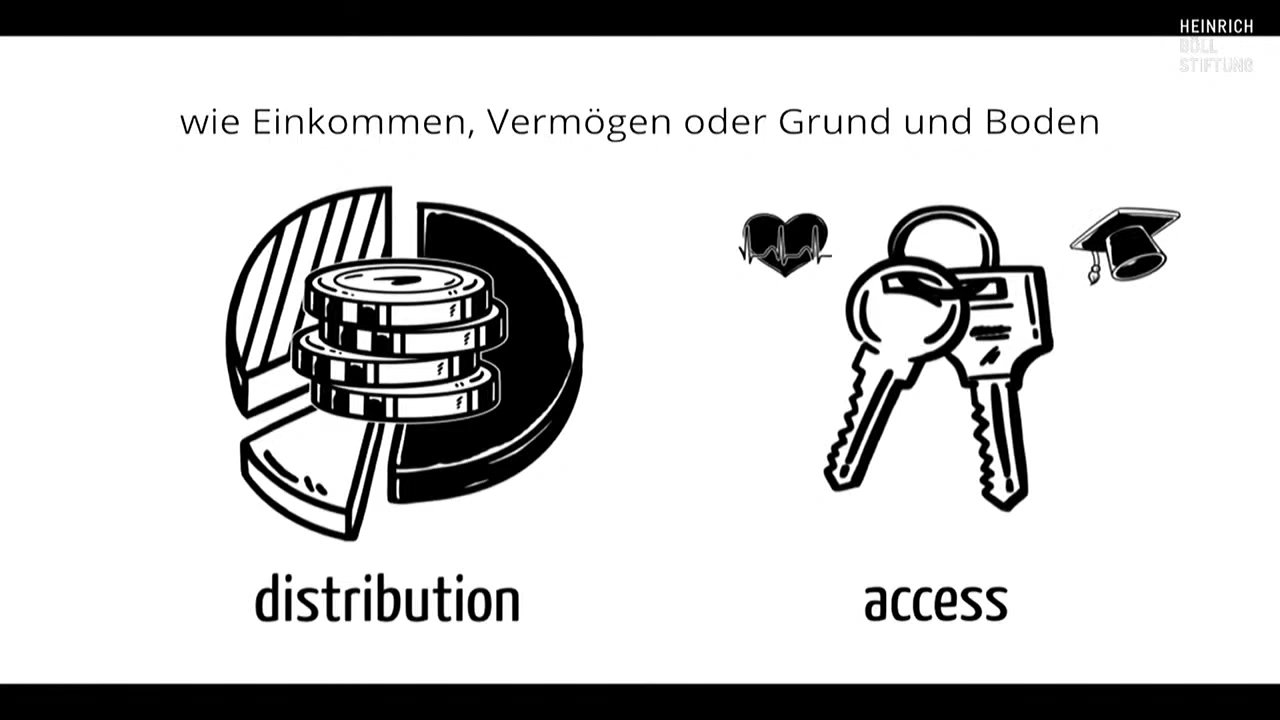 HEINRICH
BÖLL
STIFTUNG
wie Einkommen, Vermögen oder Grund und Boden
distribution
access